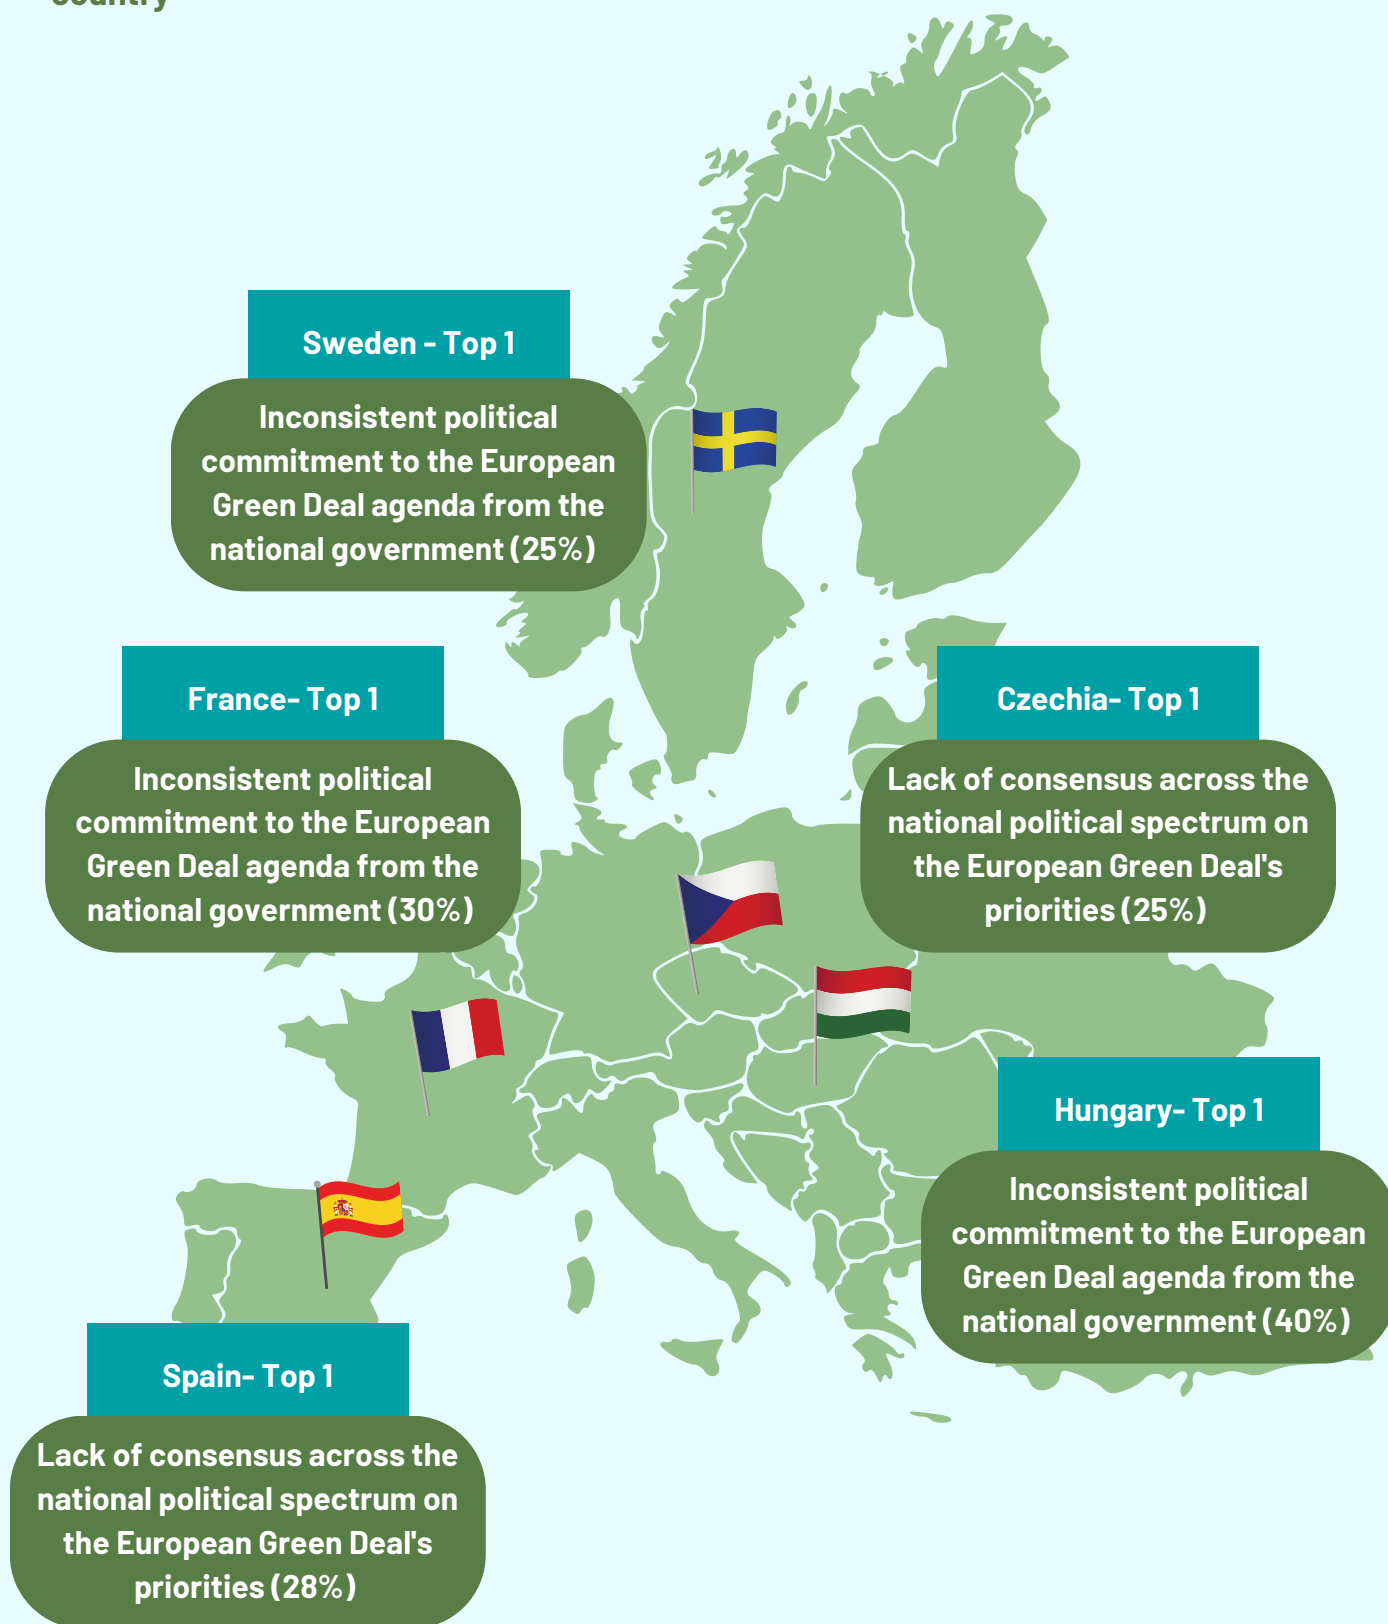 country
Sweden - Top 1
Inconsistent political
commitment to the European
Green Deal agenda from the
national government (25%)
France- Top 1
Inconsistent political
commitment to the European
Green Deal agenda from the
national government (30%)
Czechia- Top 1
Lack of consensus across the
national political spectrum on
the European Green Deal's
priorities (25%)
Hungary- Top 1
Inconsistent political
commitment to the European
Green Deal agenda from the
national government (40%)
Spain- Top 1
Lack of consensus across the
national political spectrum on
the European Green Deal's
priorities (28%)